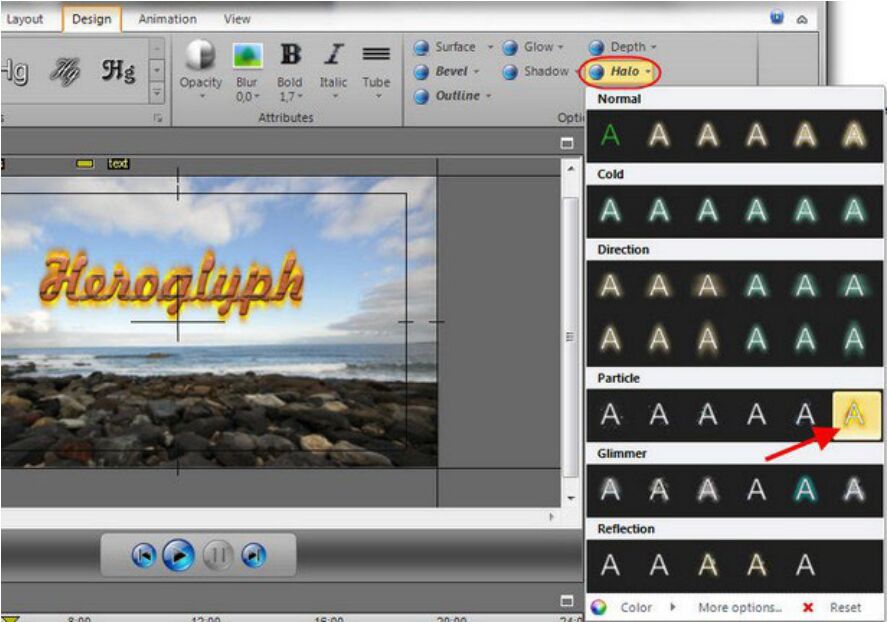 Layout Design Animation View
Surface Glow Depth
Hg Hg Hg Bevel Shadow Halo
Opacity Blur Bold Italic Tube Outline
0,0 1,7
Attributes
Normal
text
Cold
Heroglyph
Direction
Particle
Glimmer
Reflection
Color More options... Reset
8:00 12:00 16:00 20:00